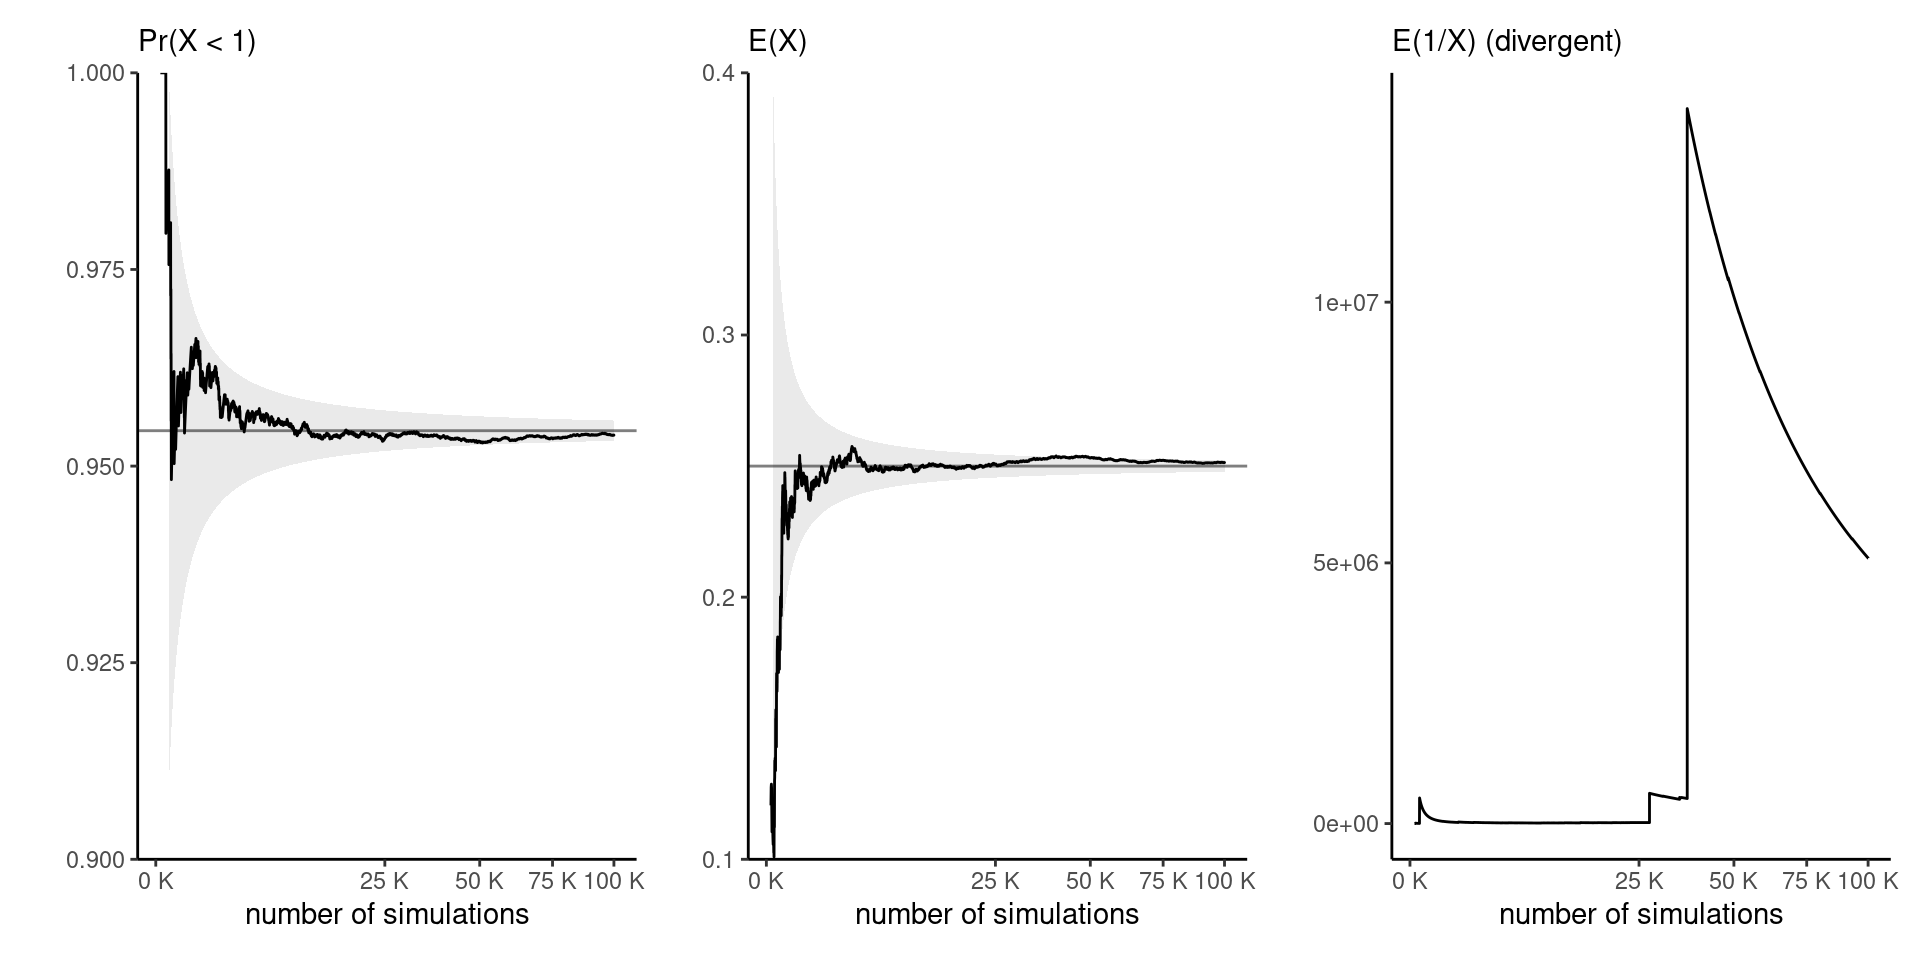 Pr(X < 1)
1.000
0.975
0.950
0.925
0.900
0 K 25 K 50 K 75 K 100 K
number of simulations
E(X)
0.4
0.3
0.2
0.1
0 K 25 K 50 K 75 K 100 K
number of simulations
E(1/X) (divergent)
1e+07
5e+06
0e+00
0 K 25 K 50 K 75 K 100 K
number of simulations